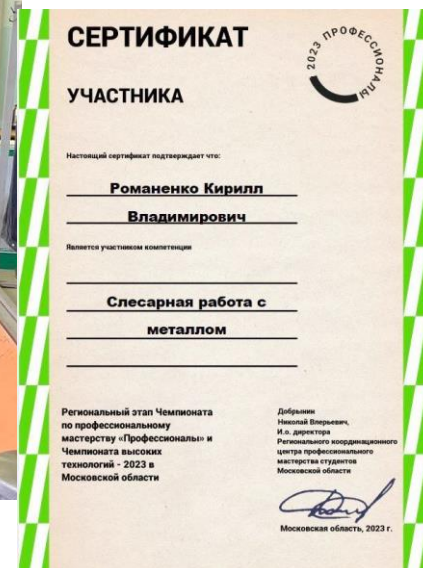 СЕРТИФИКАТ
2023 ПРОФЕССИОНАЛЫ
УЧАСТНИКА
Настоящий сертификат подтверждает что:
Романенко Кирилл
Владимирович
Является участником компетенции
Слесарная работа с
металлом
Региональный этап Чемпионата
по профессиональному
мастерству «Профессионалы» и
Чемпионата высоких
технологий - 2023 в
Московской области
Добрынин
Николай Влерьевич,
И.о. директора
Регионального координационного
центра профессионального
мастерства студентов
Московской области
Московская область, 2023 г.